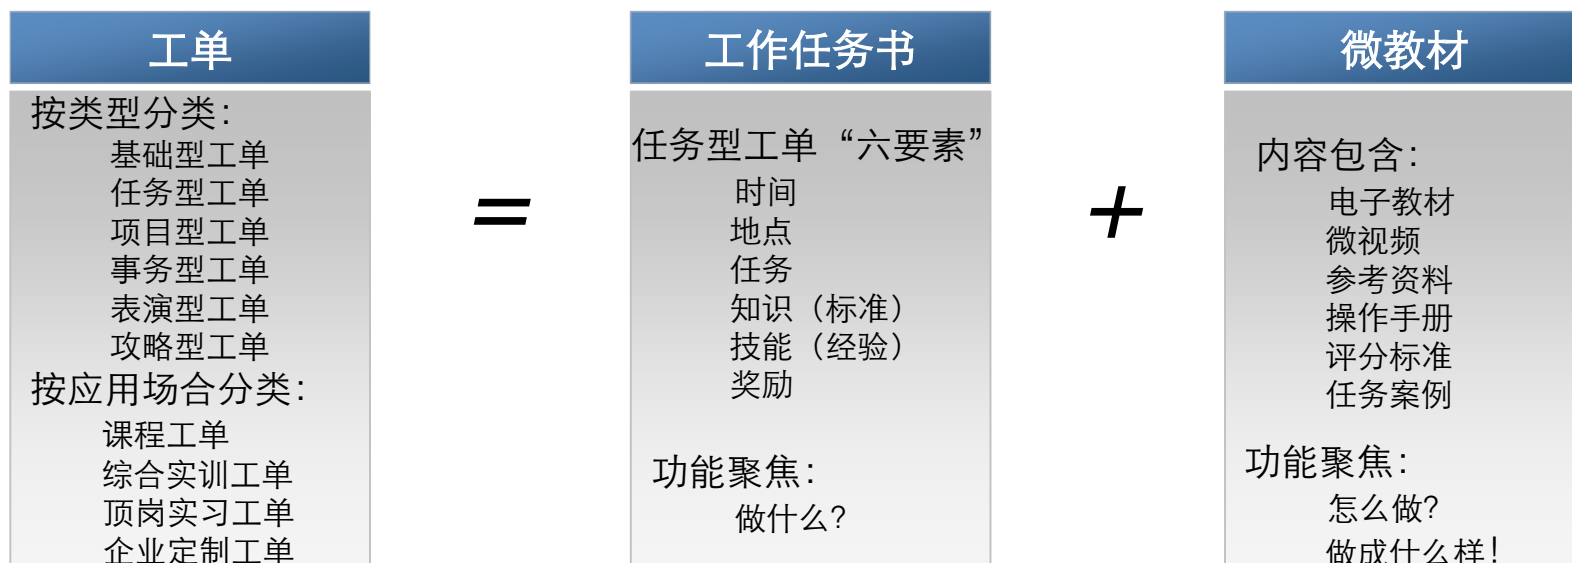 工单
按类型分类：
基础型工单
任务型工单
项目型工单
事务型工单
表演型工单
攻略型工单
按应用场合分类：
课程工单
综合实训工单
顶岗实习工单
企业定制工单
=
工作任务书
任务型工单“六要素”
时间
地点
任务
知识（标准）
技能（经验）
奖励
功能聚焦：
做什么？
+
微教材
内容包含：
电子教材
微视频
参考资料
操作手册
评分标准
任务案例
功能聚焦：
怎么做？
做成什么样！